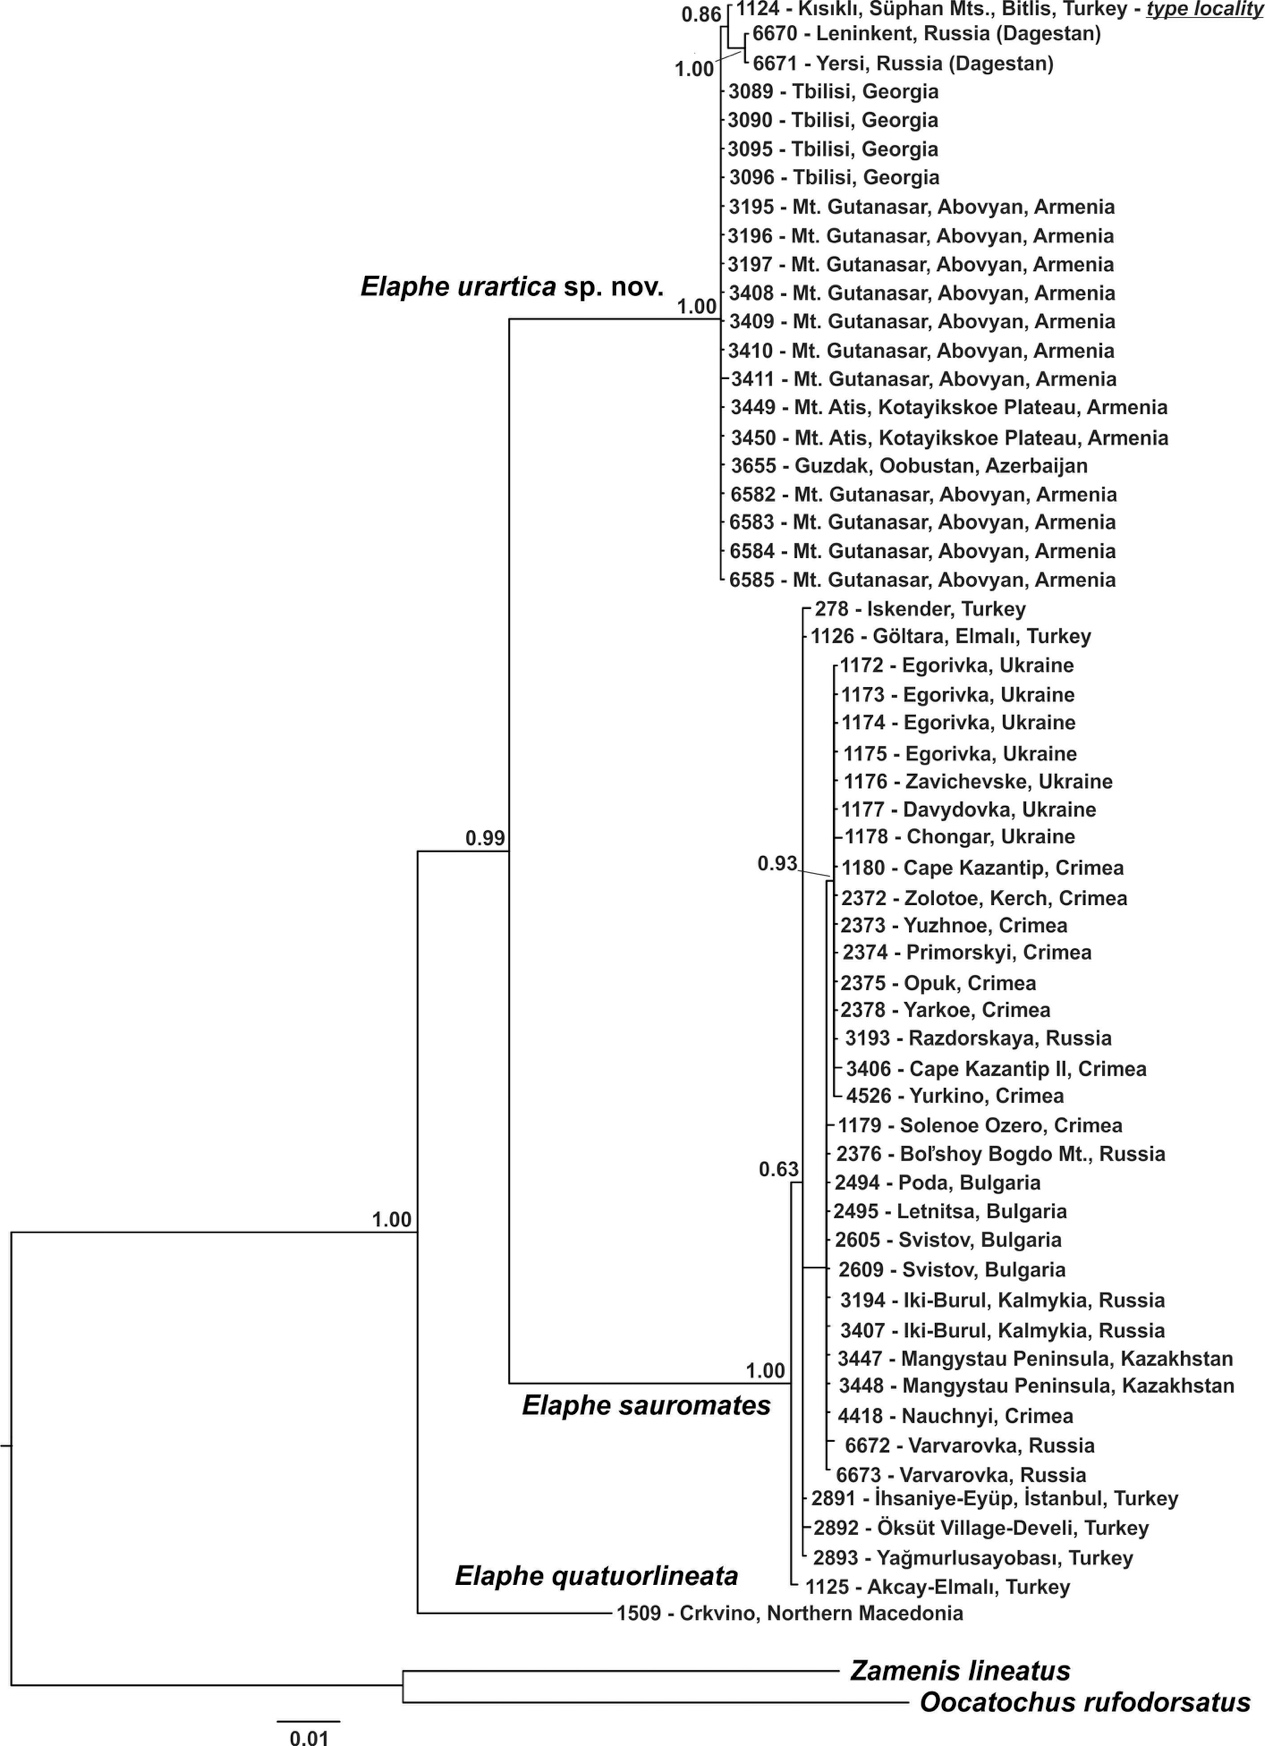 0.86
1124 - Kısıklı, Süphan Mts., Bitlis, Turkey - type locality
6670 - Leninkent, Russia (Dagestan)
1.00
6671 - Yersi, Russia (Dagestan)
3089 - Tbilisi, Georgia
3090 - Tbilisi, Georgia
3095 - Tbilisi, Georgia
3096 - Tbilisi, Georgia
3195 - Mt. Gutanasar, Abovyan, Armenia
3196 - Mt. Gutanasar, Abovyan, Armenia
3197 - Mt. Gutanasar, Abovyan, Armenia
Elaphe urartica sp. nov.
3408 - Mt. Gutanasar, Abovyan, Armenia
1.00
3409 - Mt. Gutanasar, Abovyan, Armenia
3410 - Mt. Gutanasar, Abovyan, Armenia
3411 - Mt. Gutanasar, Abovyan, Armenia
3449 - Mt. Atis, Kotayikskoe Plateau, Armenia
3450 - Mt. Atis, Kotayikskoe Plateau, Armenia
3655 - Guzdak, Oobustan, Azerbaijan
6582 - Mt. Gutanasar, Abovyan, Armenia
6583 - Mt. Gutanasar, Abovyan, Armenia
6584 - Mt. Gutanasar, Abovyan, Armenia
6585 - Mt. Gutanasar, Abovyan, Armenia
278 - Iskender, Turkey
1126 - Göltara, Elmalı, Turkey
1172 - Egorivka, Ukraine
1173 - Egorivka, Ukraine
1174 - Egorivka, Ukraine
1175 - Egorivka, Ukraine
1176 - Zavichevske, Ukraine
1177 - Davydovka, Ukraine
0.99
1178 - Chongar, Ukraine
0.93
1180 - Cape Kazantip, Crimea
2372 - Zolotoe, Kerch, Crimea
2373 - Yuzhnoe, Crimea
2374 - Primorskyi, Crimea
2375 - Opuk, Crimea
2378 - Yarkoe, Crimea
3193 - Razdorskaya, Russia
3406 - Cape Kazantip II, Crimea
4526 - Yurkino, Crimea
1179 - Solenoe Ozero, Crimea
2376 - Bol’shoy Bogdo Mt., Russia
0.63
2494 - Poda, Bulgaria
2495 - Letnitsa, Bulgaria
1.00
2605 - Svistov, Bulgaria
2609 - Svistov, Bulgaria
3194 - Iki-Burul, Kalmykia, Russia
3407 - Iki-Burul, Kalmykia, Russia
3447 - Mangystau Peninsula, Kazakhstan
1.00
3448 - Mangystau Peninsula, Kazakhstan
Elaphe sauromates
4418 - Nauchnyi, Crimea
6672 - Varvarovka, Russia
6673 - Varvarovka, Russia
2891 - İhsaniye-Eyüp, İstanbul, Turkey
2892 - Öksüt Village-Develi, Turkey
2893 - Yağmurlusayobası, Turkey
Elaphe quatuorlineata
1125 - Akcay-Elmalı, Turkey
1509 - Crkvino, Northern Macedonia
Zamenis lineatus
Oocatochus rufodorsatus
0.01